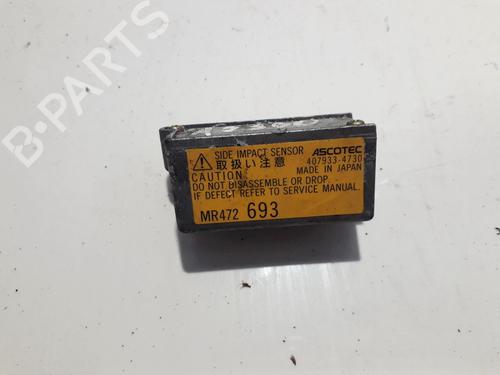 SIDE IMPACT SENSOR ASCOTEC
取扱い注意 407933-4730
CAUTION MADE IN JAPAN
DO NOT DISASSEMBLE OR DROP.
IF DEFECT REFER TO SERVICE MANUAL.
MR472 693
B-PARTS